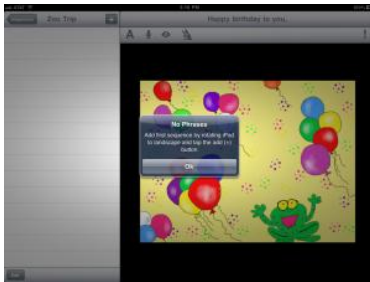 Zoo Trip
+
Happy birthday to you.
A
No Phrases
Add first sequence by rotating iPad
to landscape and tap the add (+)
button
Ok